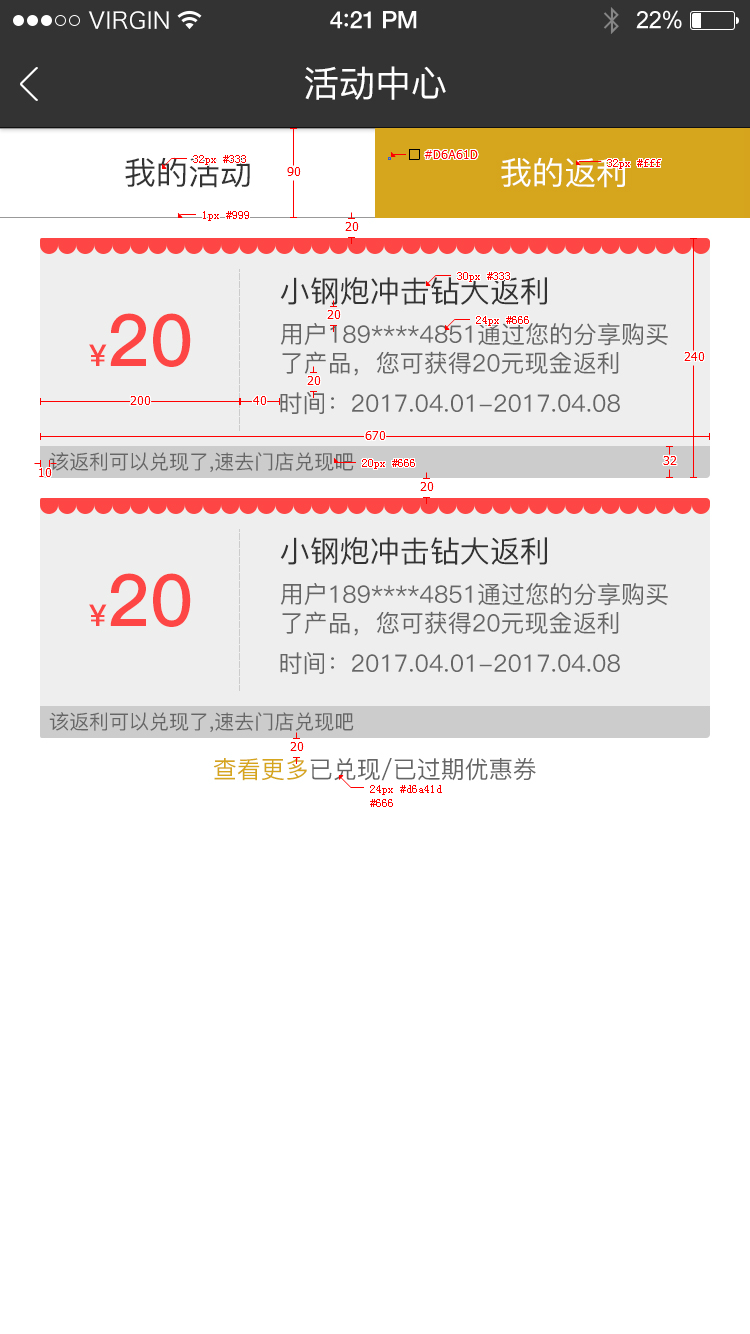 VIRGIN 4:21 PM 22%
活动中心
我的活动 32px #333 90 #D6A61D 我的返利 32px #fff
1px #999
20
小钢炮冲击钻大返利 30px #333
20 24px #666
¥20
用户189****4851通过您的分享购买
了产品，您可获得20元现金返利
240
20
200 40 时间：2017.04.01-2017.04.08
670
10 该返利可以兑现了,速去门店兑现吧 20px #666 32
20
小钢炮冲击钻大返利
¥20
用户189****4851通过您的分享购买
了产品，您可获得20元现金返利
时间：2017.04.01-2017.04.08
该返利可以兑现了,速去门店兑现吧
20
查看更多已兑现/已过期优惠券
24px #d6a41d
#666